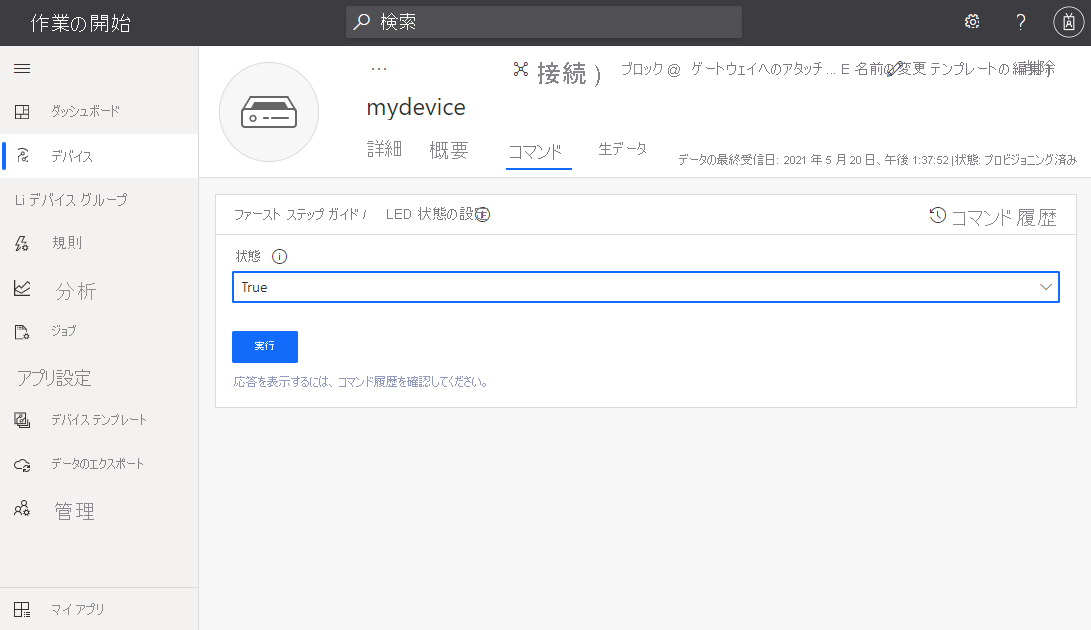 作業の開始
検索
?
ダッシュボード
デバイス
Li デバイス グループ
規則
分析
ジョブ
アプリ設定
デバイス テンプレート
データのエクスポート
管理
マイ アプリ
...
接続 )
ブロック @ ゲートウェイへのアタッチ ... E 名前の変更 テンプレートの編集
削除
mydevice
詳細 概要 コマンド 生データ
データの最終受信日: 2021 年 5 月 20 日、午後 1:37:52 |状態: プロビジョニング済み
ファースト ステップ ガイド / LED 状態の設定
コマンド履歴
状態
True
実行
応答を表示するには、コマンド履歴を確認してください。